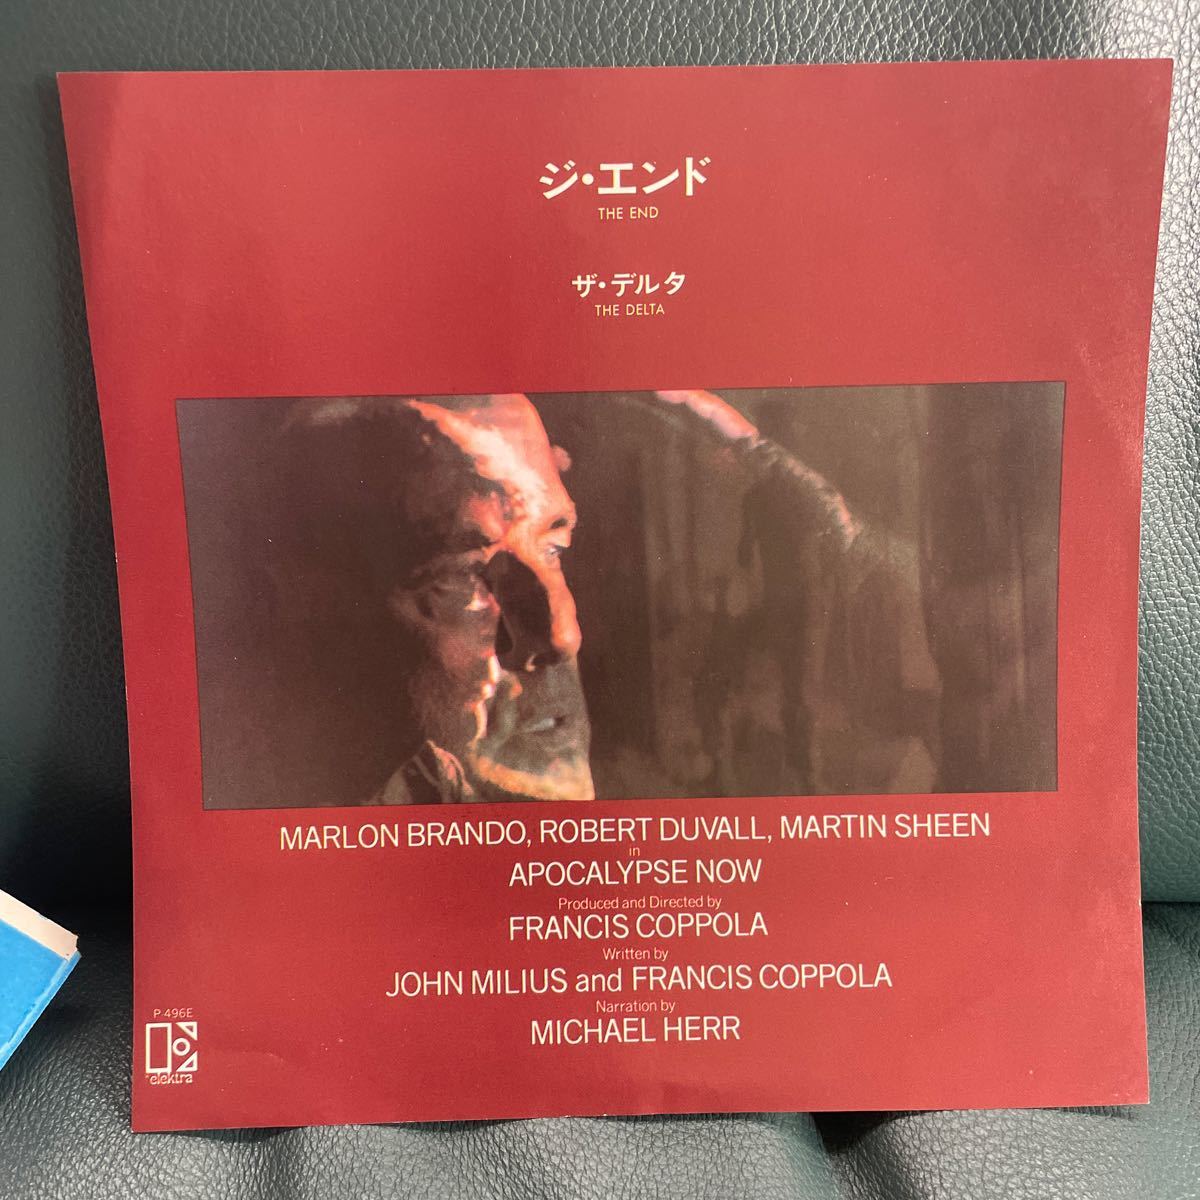 ジ・エンド
THE END
ザ・デルタ
THE DELTA
MARLON BRANDO, ROBERT DUVALL, MARTIN SHEEN
in
APOCALYPSE NOW
Produced and Directed by
FRANCIS COPPOLA
Written by
JOHN MILIUS and FRANCIS COPPOLA
Narration by
MICHAEL HERR
P-496E
elektra